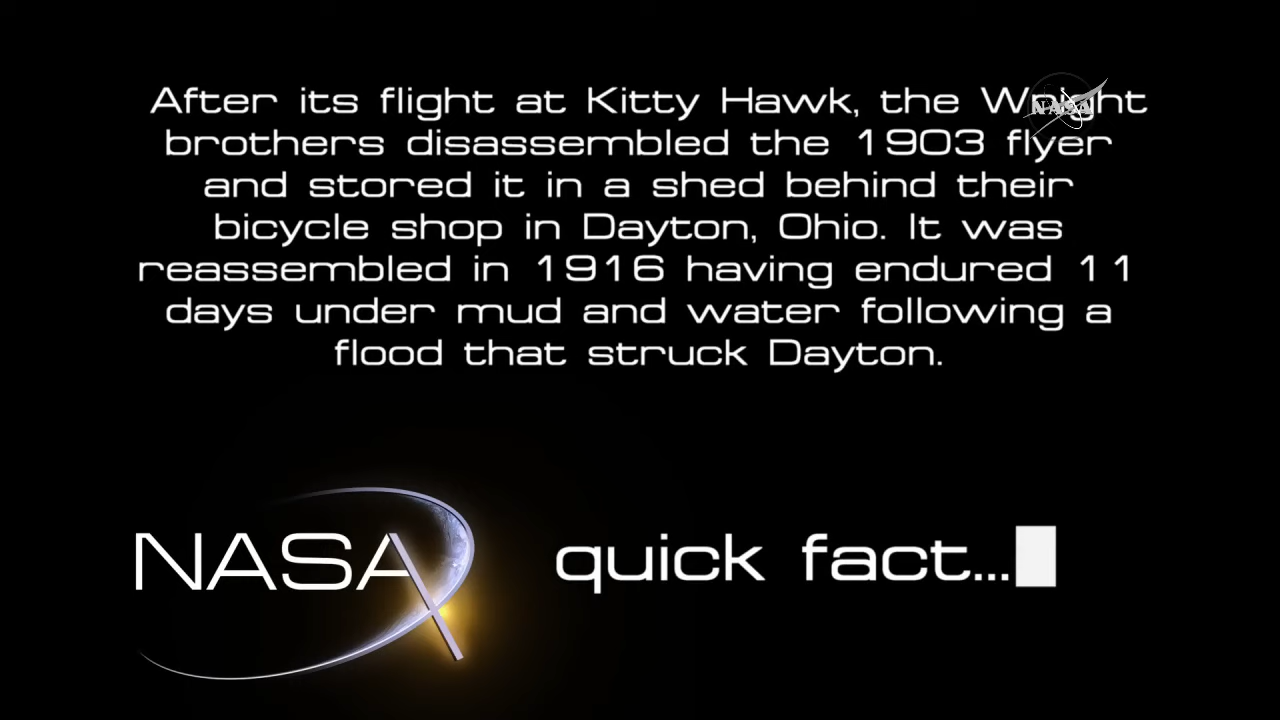 After its flight at Kitty Hawk, the Wright
brothers disassembled the 1903 flyer
and stored it in a shed behind their
bicycle shop in Dayton, Ohio. It was
reassembled in 1916 having endured 11
days under mud and water following a
flood that struck Dayton.
NASA
NASA quick fact...